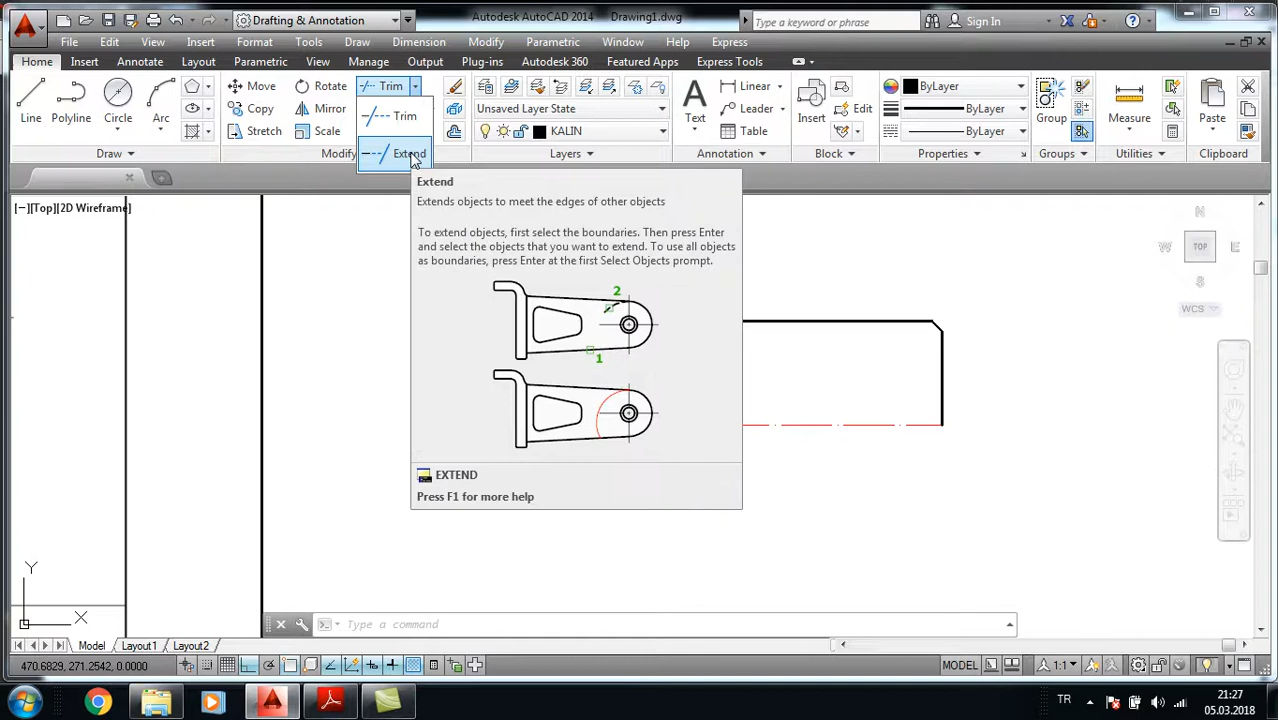 Drafting & Annotation
Autodesk AutoCAD 2014 Drawing1.dwg
Type a keyword or phrase
Sign In
File Edit View Insert Format Tools Draw Dimension Modify Parametric Window Help Express
Home Insert Annotate Layout Parametric View Manage Output Plug-ins Autodesk 360 Featured Apps Express Tools
Line Polyline Circle Arc
Move Rotate Trim
Copy Mirror
Stretch Scale
Trim
Extend
Unsaved Layer State
KALIN
Text
Linear
Leader
Table
Insert
Edit
ByLayer
ByLayer
ByLayer
Group
Measure
Paste
Draw Modify Layers Annotation Block Properties Groups Utilities Clipboard
[−][Top][2D Wireframe]
Extend
Extends objects to meet the edges of other objects
To extend objects, first select the boundaries. Then press Enter
and select the objects that you want to extend. To use all objects
as boundaries, press Enter at the first Select Objects prompt.
2
1
EXTEND
Press F1 for more help
N
W TOP E
S
WCS
Y
X
Type a command
Model Layout1 Layout2
470.6829, 271.2542, 0.0000
MODEL
1:1
TR
21:27
05.03.2018